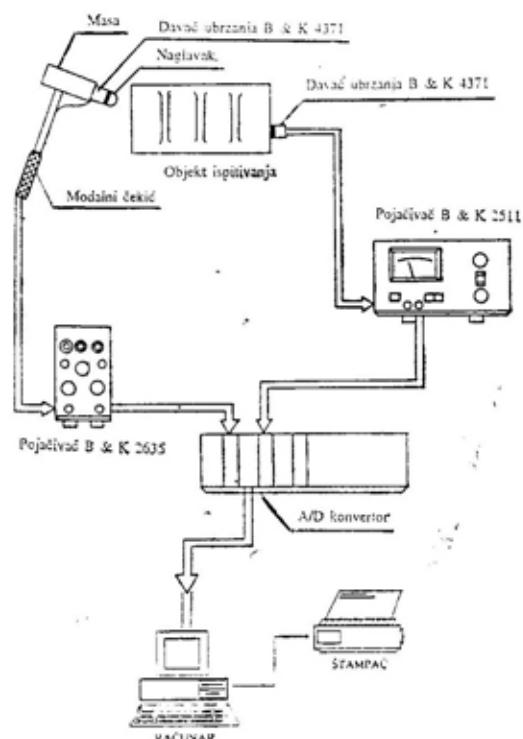 Masa
Davač ubrzanja B & K 4371
Naglavak
Davač ubrzanja B & K 4371
Objekt ispitivanja
Modalni čekić
Pojačivač B & K 2511
Pojačivač B & K 2635
A/D konvertor
ŠTAMPAČ
RAČUNAR